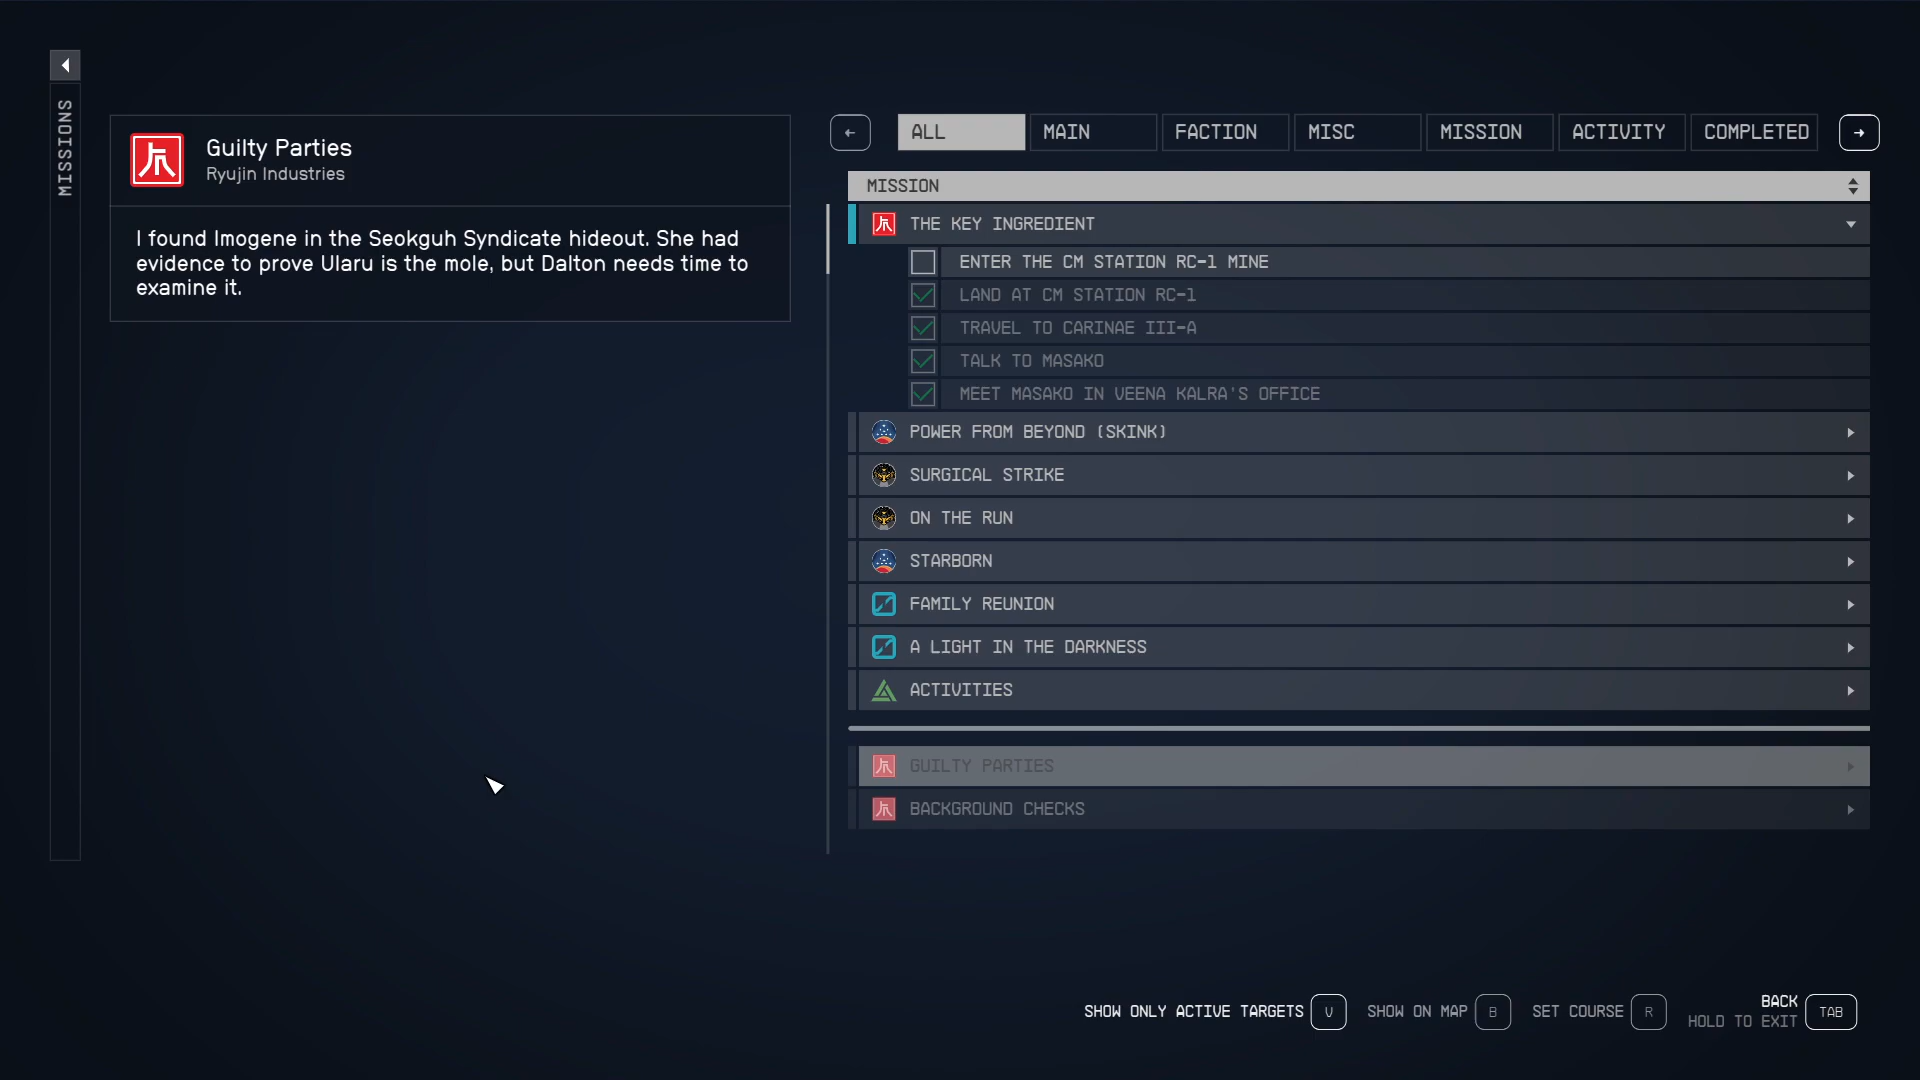 MISSIONS
Guilty Parties
Ryujin Industries
I found Imogene in the Seokguh Syndicate hideout. She had
evidence to prove Ularu is the mole, but Dalton needs time to
examine it.
ALL MAIN FACTION MISC MISSION ACTIVITY COMPLETED
MISSION
THE KEY INGREDIENT
ENTER THE CM STATION RC-1 MINE
LAND AT CM STATION RC-1
TRAVEL TO CARINAE III-A
TALK TO MASAKO
MEET MASAKO IN VEENA KALRA'S OFFICE
POWER FROM BEYOND (SKINK)
SURGICAL STRIKE
ON THE RUN
STARBORN
FAMILY REUNION
A LIGHT IN THE DARKNESS
ACTIVITIES
GUILTY PARTIES
BACKGROUND CHECKS
SHOW ONLY ACTIVE TARGETS V SHOW ON MAP B SET COURSE R BACK TAB
HOLD TO EXIT